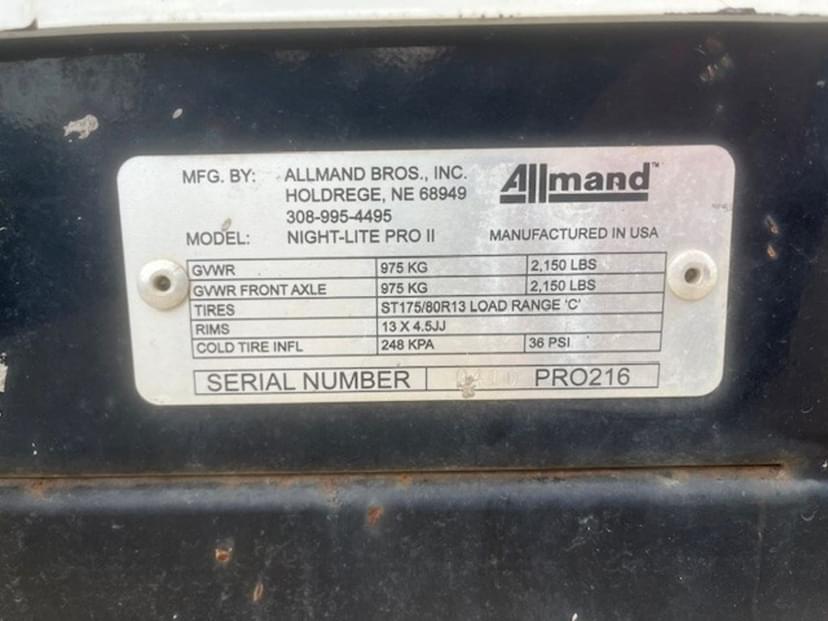 MFG. BY: ALLMAND BROS., INC.
HOLDREGE, NE 68949
308-995-4495
Allmand™
MODEL: NIGHT-LITE PRO II
MANUFACTURED IN USA
GVWR 975 KG 2,150 LBS
GVWR FRONT AXLE 975 KG 2,150 LBS
TIRES ST175/80R13 LOAD RANGE 'C'
RIMS 13 X 4.5JJ
COLD TIRE INFL 248 KPA 36 PSI
SERIAL NUMBER PRO216